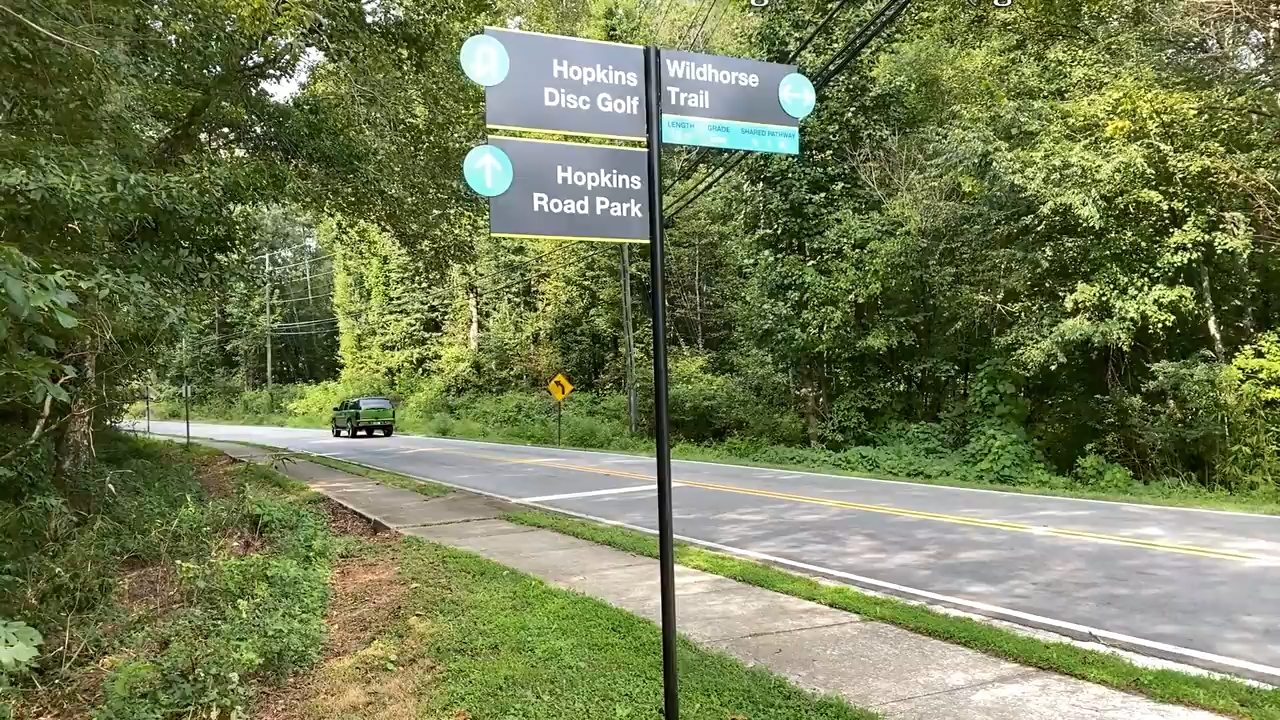 Hopkins
Disc Golf
Wildhorse
Trail
LENGTH GRADE SHARED PATHWAY
Hopkins
Road Park